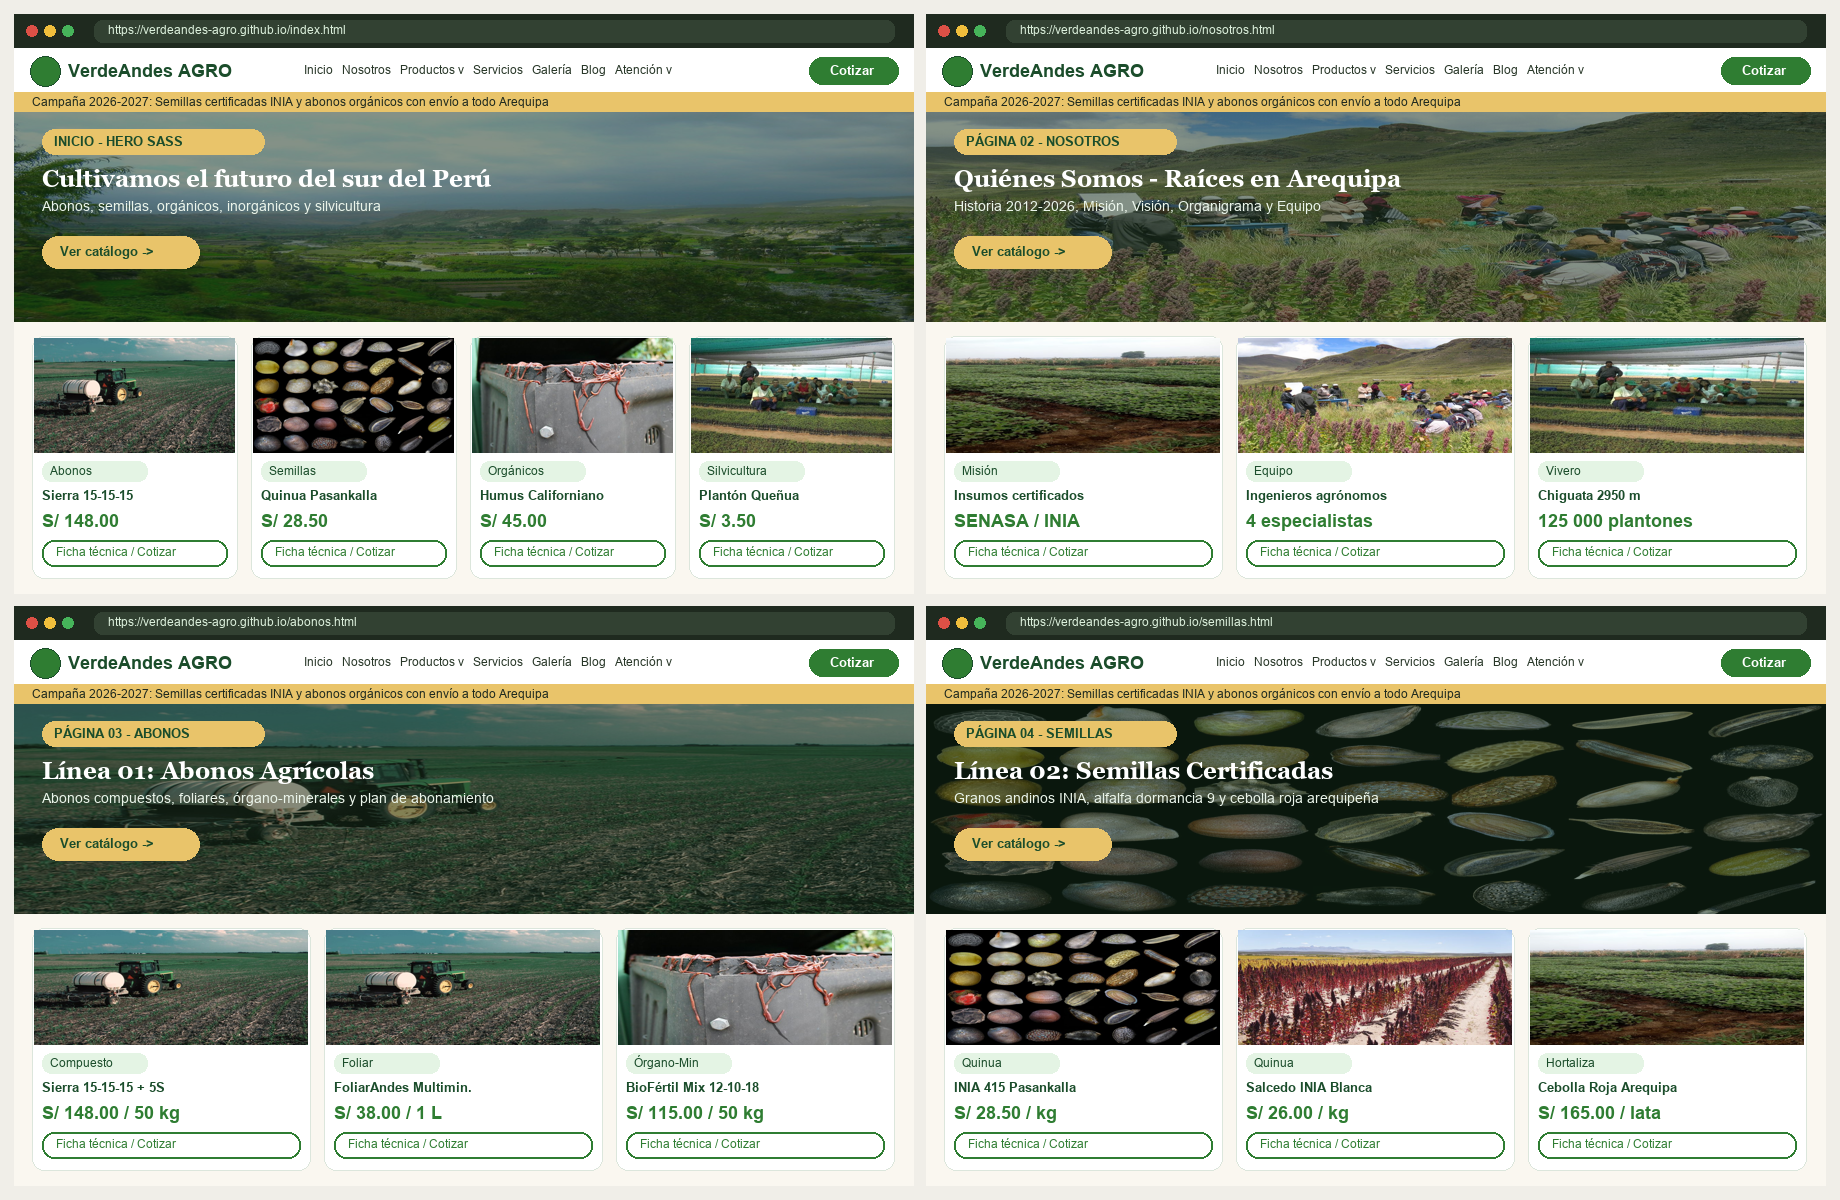 https://verdeandes-agro.github.io/index.html
VerdeAndes AGRO
Inicio Nosotros Productos v Servicios Galería Blog Atención v
Cotizar
Campaña 2026-2027: Semillas certificadas INIA y abonos orgánicos con envío a todo Arequipa
INICIO - HERO SASS
Cultivamos el futuro del sur del Perú
Abonos, semillas, orgánicos, inorgánicos y silvicultura
Ver catálogo ->
Abonos
Sierra 15-15-15
S/ 148.00
Ficha técnica / Cotizar
Semillas
Quinua Pasankalla
S/ 28.50
Ficha técnica / Cotizar
Orgánicos
Humus Californiano
S/ 45.00
Ficha técnica / Cotizar
Silvicultura
Plantón Queñua
S/ 3.50
Ficha técnica / Cotizar
https://verdeandes-agro.github.io/nosotros.html
VerdeAndes AGRO
Inicio Nosotros Productos v Servicios Galería Blog Atención v
Cotizar
Campaña 2026-2027: Semillas certificadas INIA y abonos orgánicos con envío a todo Arequipa
PÁGINA 02 - NOSOTROS
Quiénes Somos - Raíces en Arequipa
Historia 2012-2026, Misión, Visión, Organigrama y Equipo
Ver catálogo ->
Misión
Insumos certificados
SENASA / INIA
Ficha técnica / Cotizar
Equipo
Ingenieros agrónomos
4 especialistas
Ficha técnica / Cotizar
Vivero
Chiguata 2950 m
125 000 plantones
Ficha técnica / Cotizar
https://verdeandes-agro.github.io/abonos.html
VerdeAndes AGRO
Inicio Nosotros Productos v Servicios Galería Blog Atención v
Cotizar
Campaña 2026-2027: Semillas certificadas INIA y abonos orgánicos con envío a todo Arequipa
PÁGINA 03 - ABONOS
Línea 01: Abonos Agrícolas
Abonos compuestos, foliares, órgano-minerales y plan de abonamiento
Ver catálogo ->
Compuesto
Sierra 15-15-15 + 5S
S/ 148.00 / 50 kg
Ficha técnica / Cotizar
Foliar
FoliarAndes Multimin.
S/ 38.00 / 1 L
Ficha técnica / Cotizar
Órgano-Min
BioFértil Mix 12-10-18
S/ 115.00 / 50 kg
Ficha técnica / Cotizar
https://verdeandes-agro.github.io/semillas.html
VerdeAndes AGRO
Inicio Nosotros Productos v Servicios Galería Blog Atención v
Cotizar
Campaña 2026-2027: Semillas certificadas INIA y abonos orgánicos con envío a todo Arequipa
PÁGINA 04 - SEMILLAS
Línea 02: Semillas Certificadas
Granos andinos INIA, alfalfa dormancia 9 y cebolla roja arequipeña
Ver catálogo ->
Quinua
INIA 415 Pasankalla
S/ 28.50 / kg
Ficha técnica / Cotizar
Quinua
Salcedo INIA Blanca
S/ 26.00 / kg
Ficha técnica / Cotizar
Hortaliza
Cebolla Roja Arequipa
S/ 165.00 / lata
Ficha técnica / Cotizar